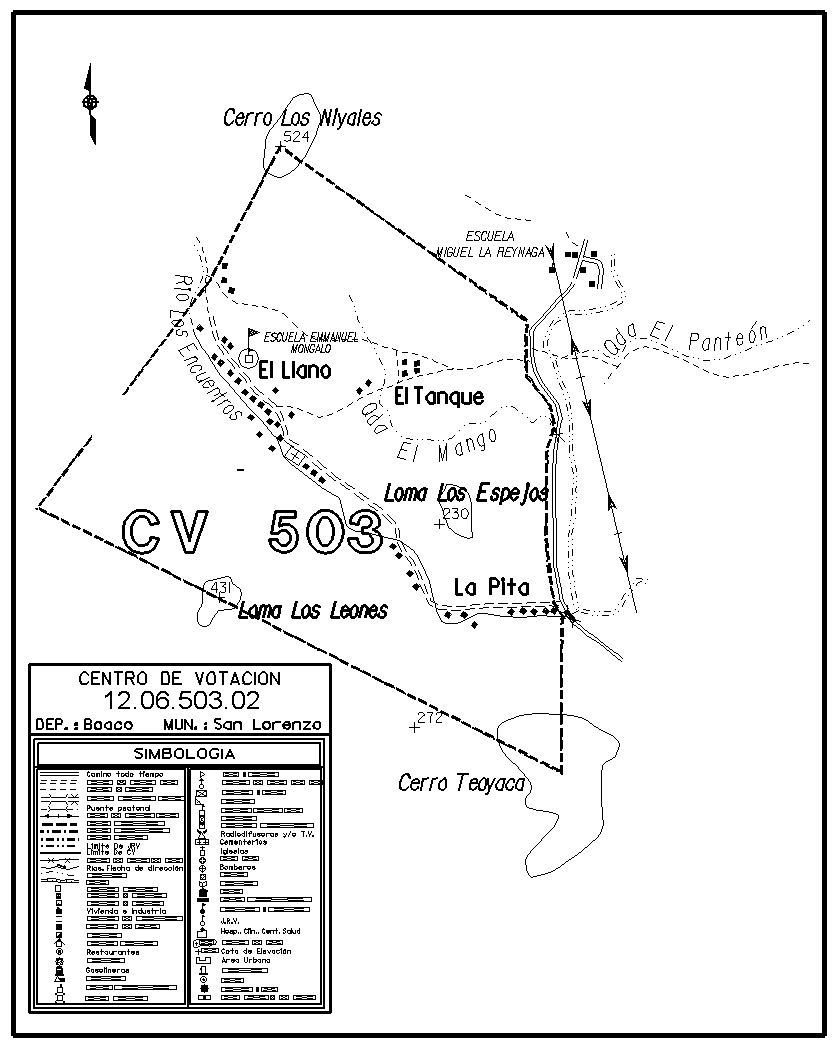 Cerro Los NIyales
524
ESCUELA
MIGUEL LA REYNAGA
Río Los Encuentros
ESCUELA EMMANUEL
MONGALO
El Llano
El Tanque
Qda El Panteón
Qda El Mango
Loma Los Espejos
230
CV 503
La Pita
431
Loma Los Leones
272
Cerro Teoyaca
CENTRO DE VOTACION
12.06.503.02
DEP.: Boaco MUN.: San Lorenzo
SIMBOLOGIA
Camino todo tiempo
Puente peatonal
Limite De JRV
Limite De CV
Rios. Flecha de dirección
Vivienda e Industria
Restaurantes
Gasolineras
Radiodifusoras y/o T.V.
Cementerios
Iglesias
Bomberos
J.R.V.
Hosp., Clin., Cent. Salud
Cota de Elevación
Area Urbana